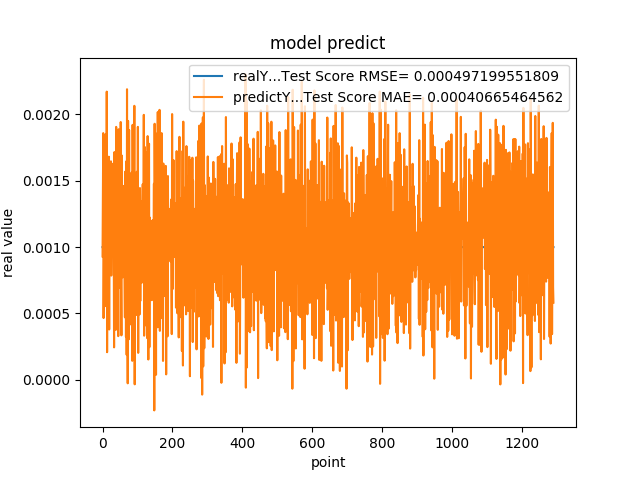 model predict
realY...Test Score RMSE= 0.000497199551809
predictY...Test Score MAE= 0.00040665464562
real value
0.0020
0.0015
0.0010
0.0005
0.0000
0
200
400
600
800
1000
1200
point